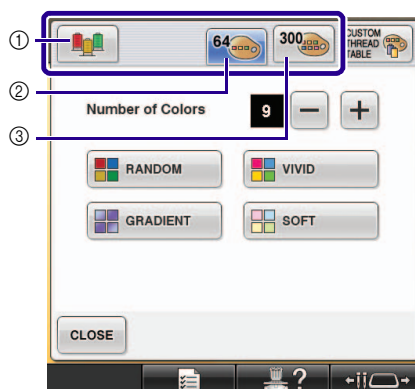 ①
64
300
CUSTOM
THREAD
TABLE
②
③
Number of Colors 9 − +
RANDOM VIVID
GRADIENT SOFT
CLOSE
?